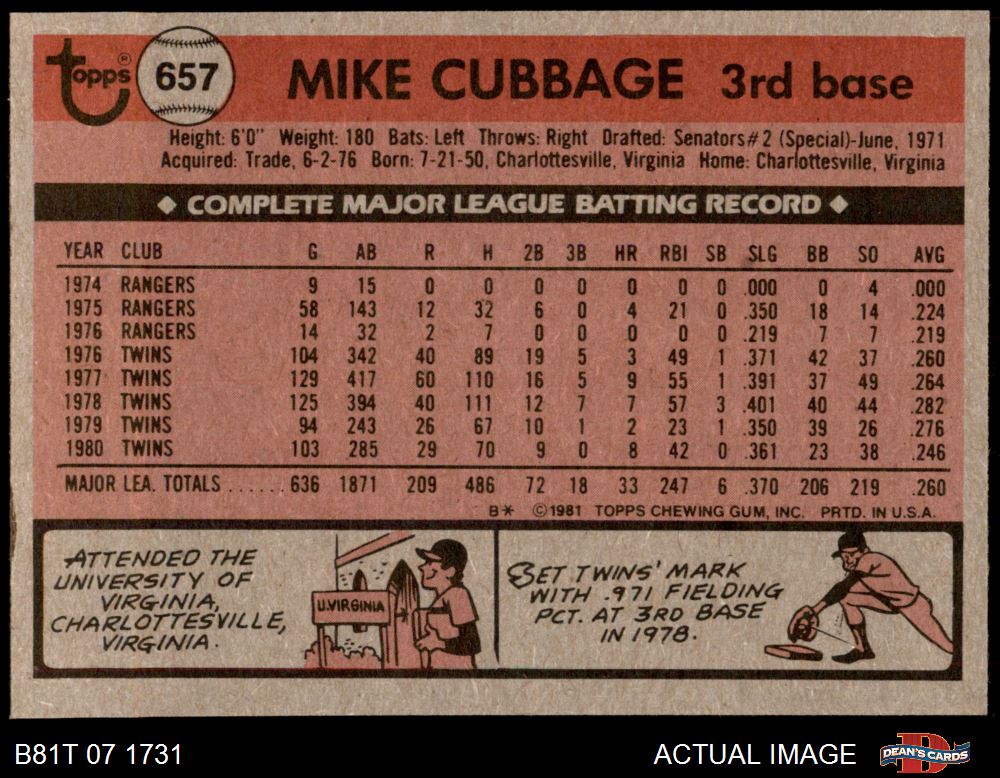 Topps®
657
MIKE CUBBAGE 3rd base
Height: 6'0" Weight: 180 Bats: Left Throws: Right Drafted: Senators #2 (Special)-June, 1971
Acquired: Trade, 6-2-76 Born: 7-21-50, Charlottesville, Virginia Home: Charlottesville, Virginia
◆ COMPLETE MAJOR LEAGUE BATTING RECORD ◆
YEAR CLUB G AB R H 2B 3B HR RBI SB SLG BB SO AVG
1974 RANGERS 9 15 0 0 0 0 0 0 0 .000 0 4 .000
1975 RANGERS 58 143 12 32 6 0 4 21 0 .350 18 14 .224
1976 RANGERS 14 32 2 7 0 0 0 0 0 .219 7 7 .219
1976 TWINS 104 342 40 89 19 5 3 49 1 .371 42 37 .260
1977 TWINS 129 417 60 110 16 5 9 55 1 .391 37 49 .264
1978 TWINS 125 394 40 111 12 7 7 57 3 .401 40 44 .282
1979 TWINS 94 243 26 67 10 1 2 23 1 .350 39 26 .276
1980 TWINS 103 285 29 70 9 0 8 42 0 .361 23 38 .246
MAJOR LEA. TOTALS ...... 636 1871 209 486 72 18 33 247 6 .370 206 219 .260
B* ©1981 TOPPS CHEWING GUM, INC. PRTD. IN U.S.A.
ATTENDED THE
UNIVERSITY OF
VIRGINIA,
CHARLOTTESVILLE,
VIRGINIA.
U. VIRGINIA
SET TWINS' MARK
WITH .971 FIELDING
PCT. AT 3RD BASE
IN 1978.
B81T 07 1731
ACTUAL IMAGE
D
DEAN'S CARDS